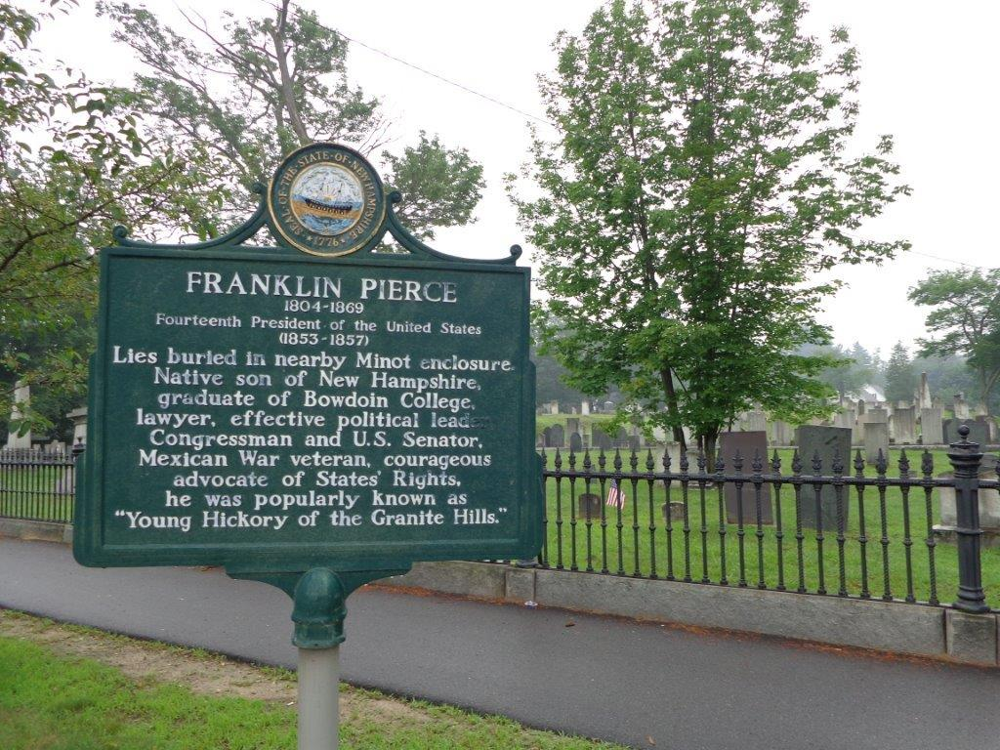 SEAL·OF·THE·STATE·OF·NEW HAMPSHIRE
★1776★
FRANKLIN PIERCE
1804-1869
Fourteenth President of the United States
(1853-1857)
Lies buried in nearby Minot enclosure.
Native son of New Hampshire,
graduate of Bowdoin College,
lawyer, effective political leader,
Congressman and U.S. Senator,
Mexican War veteran, courageous
advocate of States' Rights,
he was popularly known as
"Young Hickory of the Granite Hills."